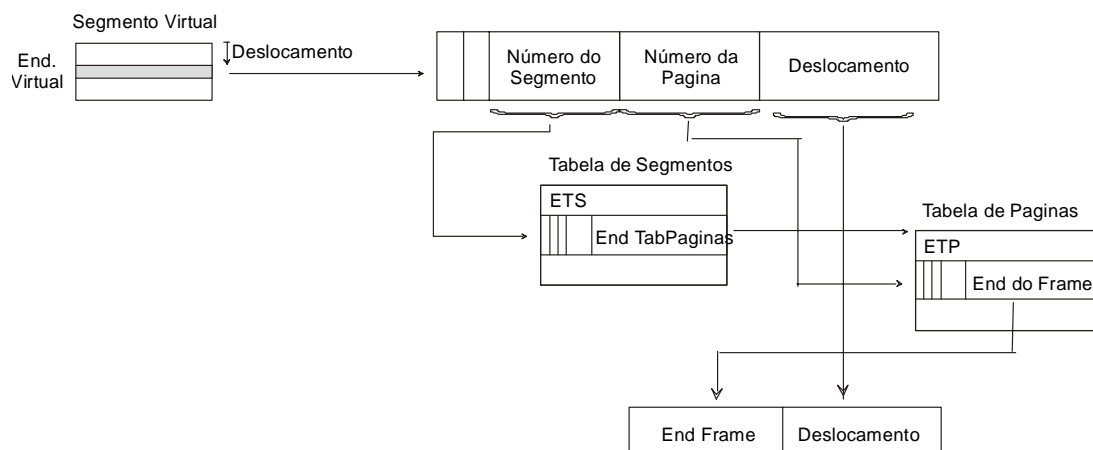 Segmento Virtual
End.
Virtual
Deslocamento
Número do
Segmento
Número da
Pagina
Deslocamento
Tabela de Segmentos
ETS
End TabPaginas
Tabela de Paginas
ETP
End do Frame
End Frame
Deslocamento